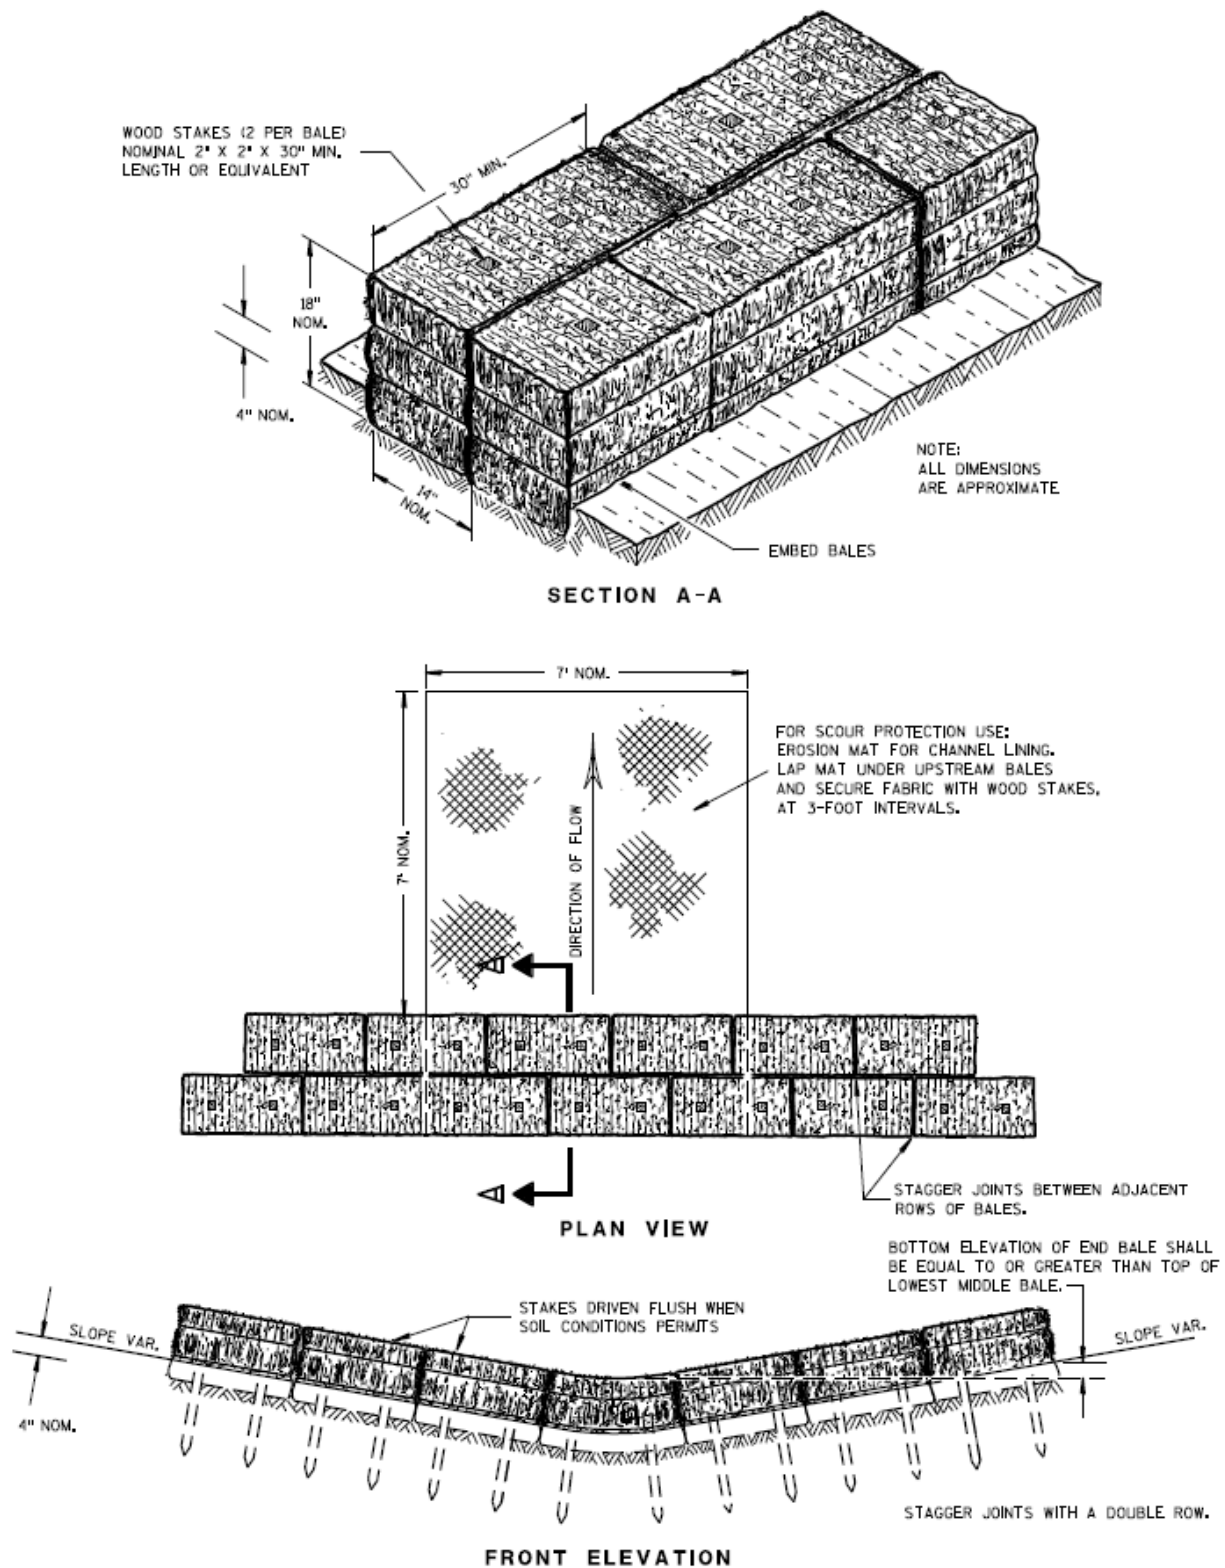 WOOD STAKES (2 PER BALE)
NOMINAL 2" X 2" X 30" MIN.
LENGTH OR EQUIVALENT
30" MIN.
18"
NOM.
4" NOM.
14"
NOM.
NOTE:
ALL DIMENSIONS
ARE APPROXIMATE
EMBED BALES
SECTION A-A
7' NOM.
7' NOM.
DIRECTION OF FLOW
FOR SCOUR PROTECTION USE:
EROSION MAT FOR CHANNEL LINING.
LAP MAT UNDER UPSTREAM BALES
AND SECURE FABRIC WITH WOOD STAKES,
AT 3-FOOT INTERVALS.
A
A
STAGGER JOINTS BETWEEN ADJACENT
ROWS OF BALES.
PLAN VIEW
BOTTOM ELEVATION OF END BALE SHALL
BE EQUAL TO OR GREATER THAN TOP OF
LOWEST MIDDLE BALE.
STAKES DRIVEN FLUSH WHEN
SOIL CONDITIONS PERMITS
SLOPE VAR.
SLOPE VAR.
4" NOM.
STAGGER JOINTS WITH A DOUBLE ROW.
FRONT ELEVATION